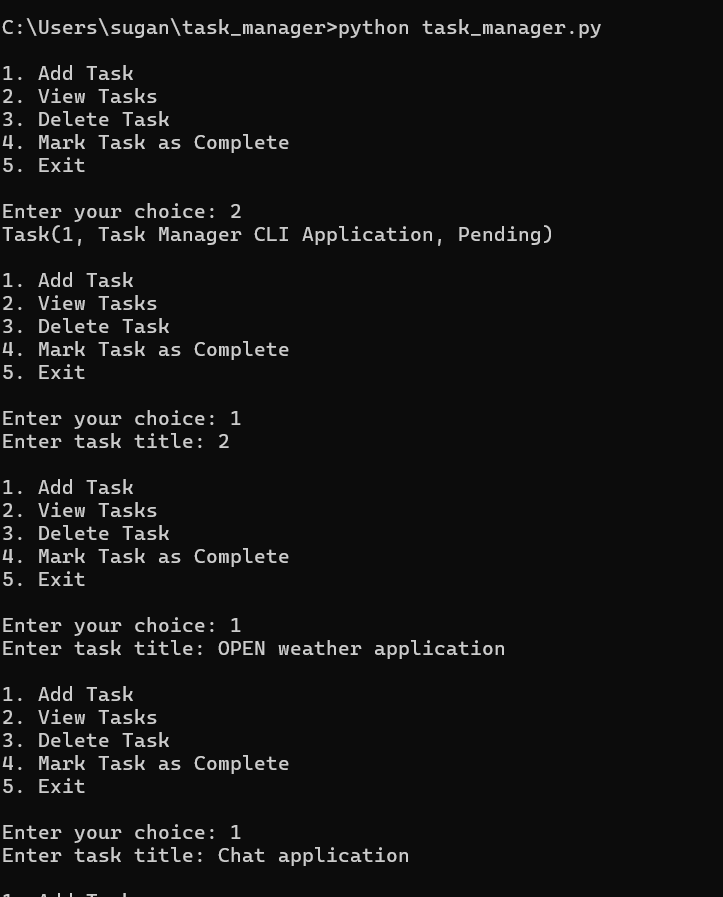 C:\Users\sugan\task_manager>python task_manager.py
1. Add Task
2. View Tasks
3. Delete Task
4. Mark Task as Complete
5. Exit
Enter your choice: 2
Task(1, Task Manager CLI Application, Pending)
1. Add Task
2. View Tasks
3. Delete Task
4. Mark Task as Complete
5. Exit
Enter your choice: 1
Enter task title: 2
1. Add Task
2. View Tasks
3. Delete Task
4. Mark Task as Complete
5. Exit
Enter your choice: 1
Enter task title: OPEN weather application
1. Add Task
2. View Tasks
3. Delete Task
4. Mark Task as Complete
5. Exit
Enter your choice: 1
Enter task title: Chat application